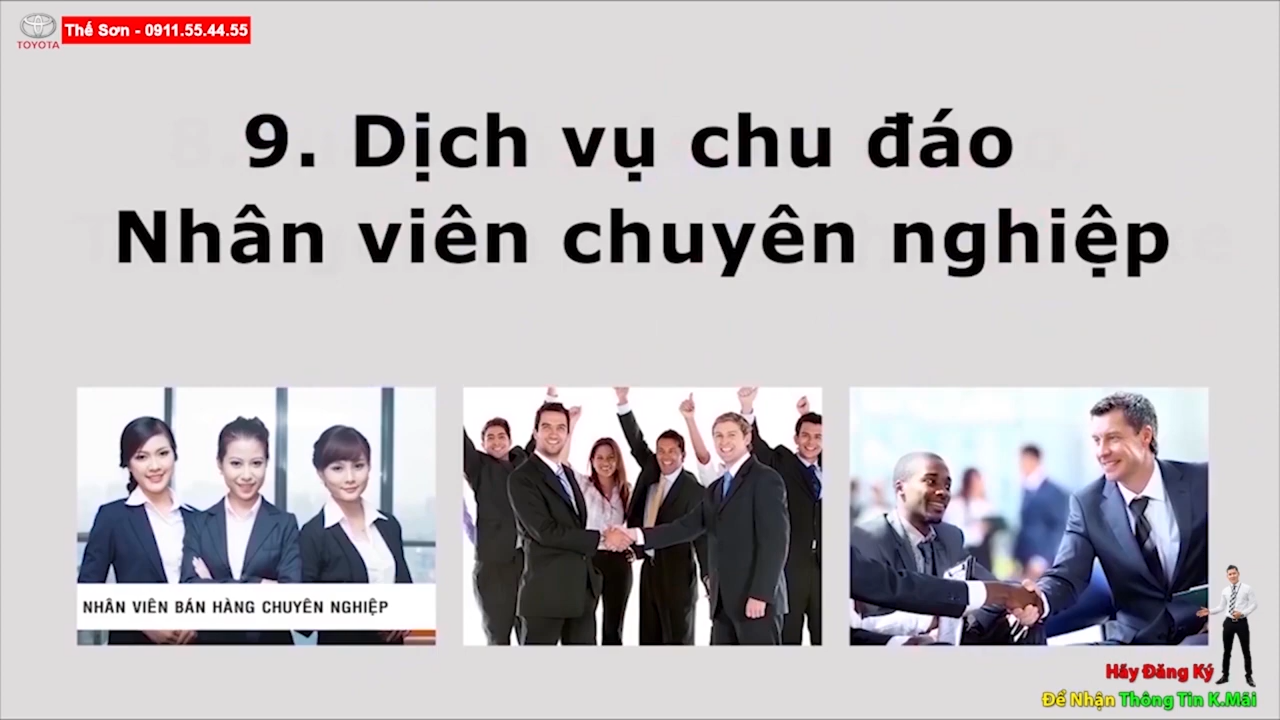 TOYOTA
Thế Sơn - 0911.55.44.55
9. Dịch vụ chu đáo
Nhân viên chuyên nghiệp
NHÂN VIÊN BÁN HÀNG CHUYÊN NGHIỆP
Hãy Đăng Ký
Để Nhận Thông Tin K.Mãi